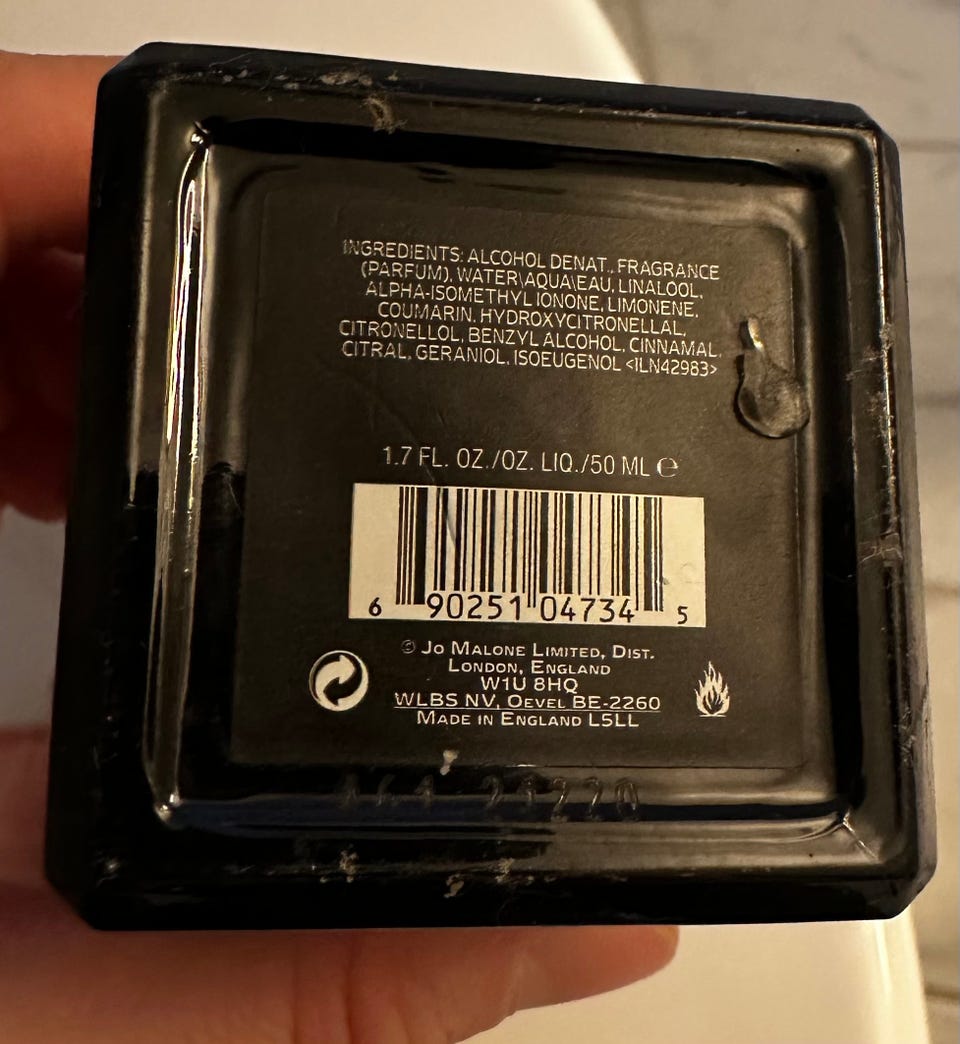 INGREDIENTS: ALCOHOL DENAT., FRAGRANCE
(PARFUM), WATER\AQUA\EAU, LINALOOL,
ALPHA-ISOMETHYL IONONE, LIMONENE,
COUMARIN, HYDROXYCITRONELLAL,
CITRONELLOL, BENZYL ALCOHOL, CINNAMAL,
CITRAL, GERANIOL, ISOEUGENOL <ILN42983>
1.7 FL. OZ./OZ. LIQ./50 ML ℮
6 90251 04734 5
© JO MALONE LIMITED, DIST.
LONDON, ENGLAND
W1U 8HQ
WLBS NV, OEVEL BE-2260
MADE IN ENGLAND L5LL